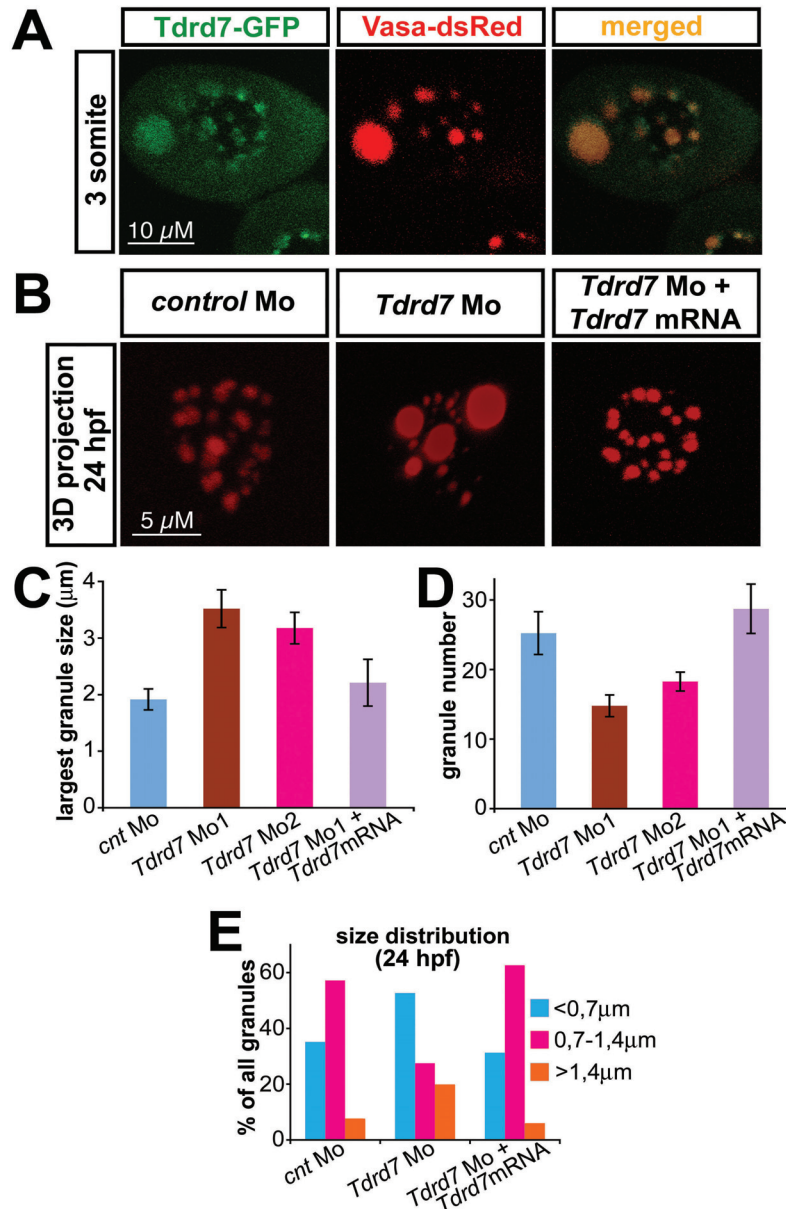 A
Tdrd7-GFP
Vasa-dsRed
merged
3 somite
10 µM
B
control Mo
Tdrd7 Mo
Tdrd7 Mo +
Tdrd7 mRNA
3D projection
24 hpf
5 µM
C
largest granule size (µm)
4
3
2
1
0
cnt Mo
Tdrd7 Mo1
Tdrd7 Mo2
Tdrd7 Mo1 +
Tdrd7mRNA
D
granule number
30
20
10
0
cnt Mo
Tdrd7 Mo1
Tdrd7 Mo2
Tdrd7 Mo1 +
Tdrd7mRNA
E
size distribution
(24 hpf)
% of all granules
60
40
20
0
cnt Mo
Tdrd7 Mo
Tdrd7 Mo +
Tdrd7mRNA
<0,7µm
0,7-1,4µm
>1,4µm